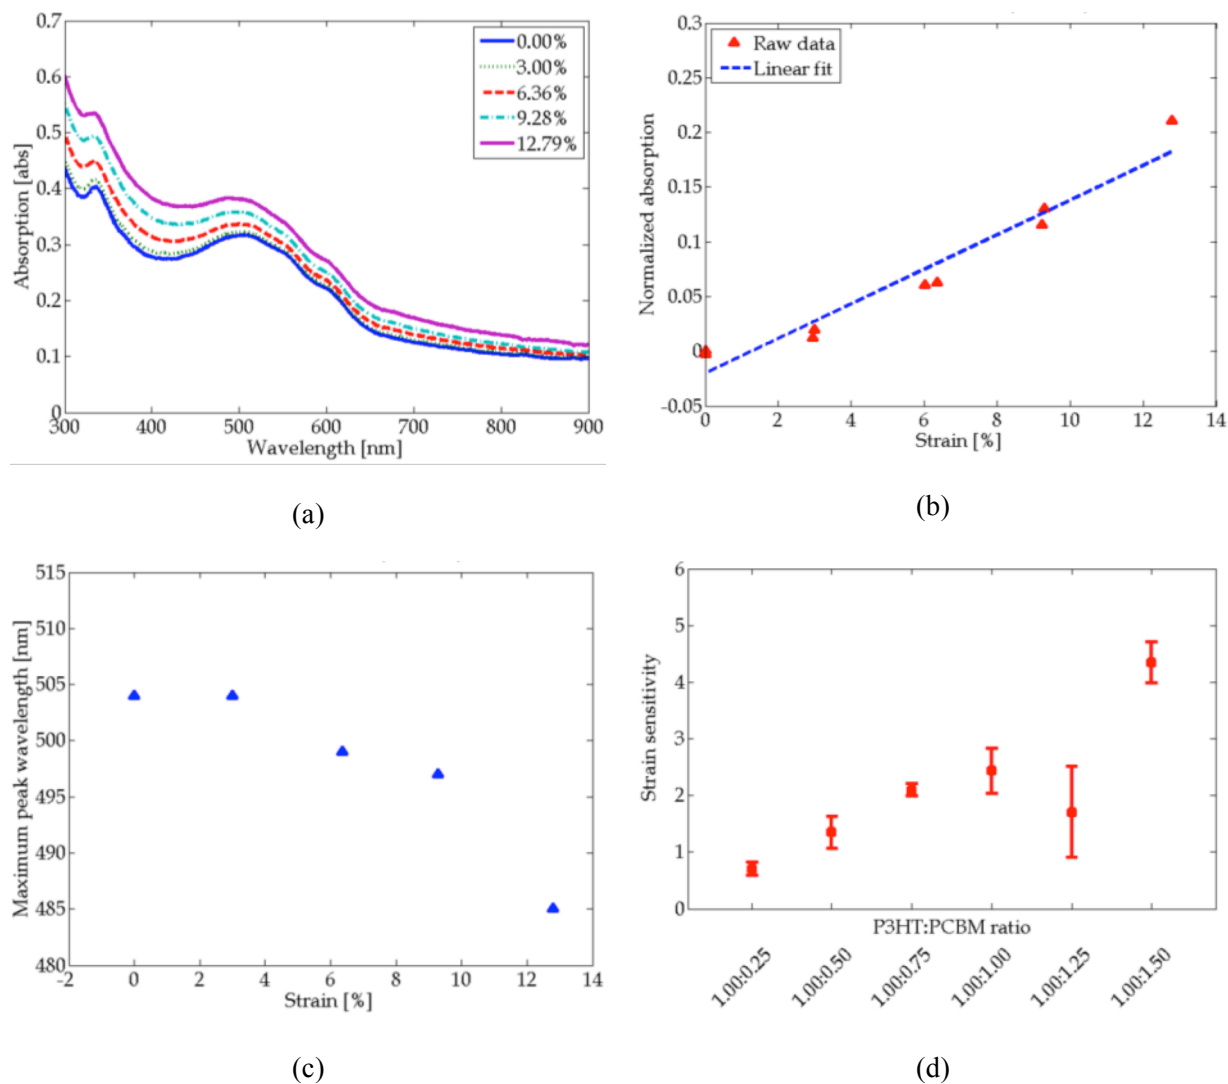 0.7
0.6
0.5
0.4
0.3
0.2
0.1
0
Absorption [abs]
0.00%
3.00%
6.36%
9.28%
12.79%
300 400 500 600 700 800 900
Wavelength [nm]
(a)
0.3
0.25
0.2
0.15
0.1
0.05
0
-0.05
Normalized absorption
Raw data
Linear fit
0 2 4 6 8 10 12 14
Strain [%]
(b)
515
510
505
500
495
490
485
480
Maximum peak wavelength [nm]
-2 0 2 4 6 8 10 12 14
Strain [%]
(c)
6
5
4
3
2
1
0
Strain sensitivity
P3HT:PCBM ratio
1.00:0.25
1.00:0.50
1.00:0.75
1.00:1.00
1.00:1.25
1.00:1.50
(d)